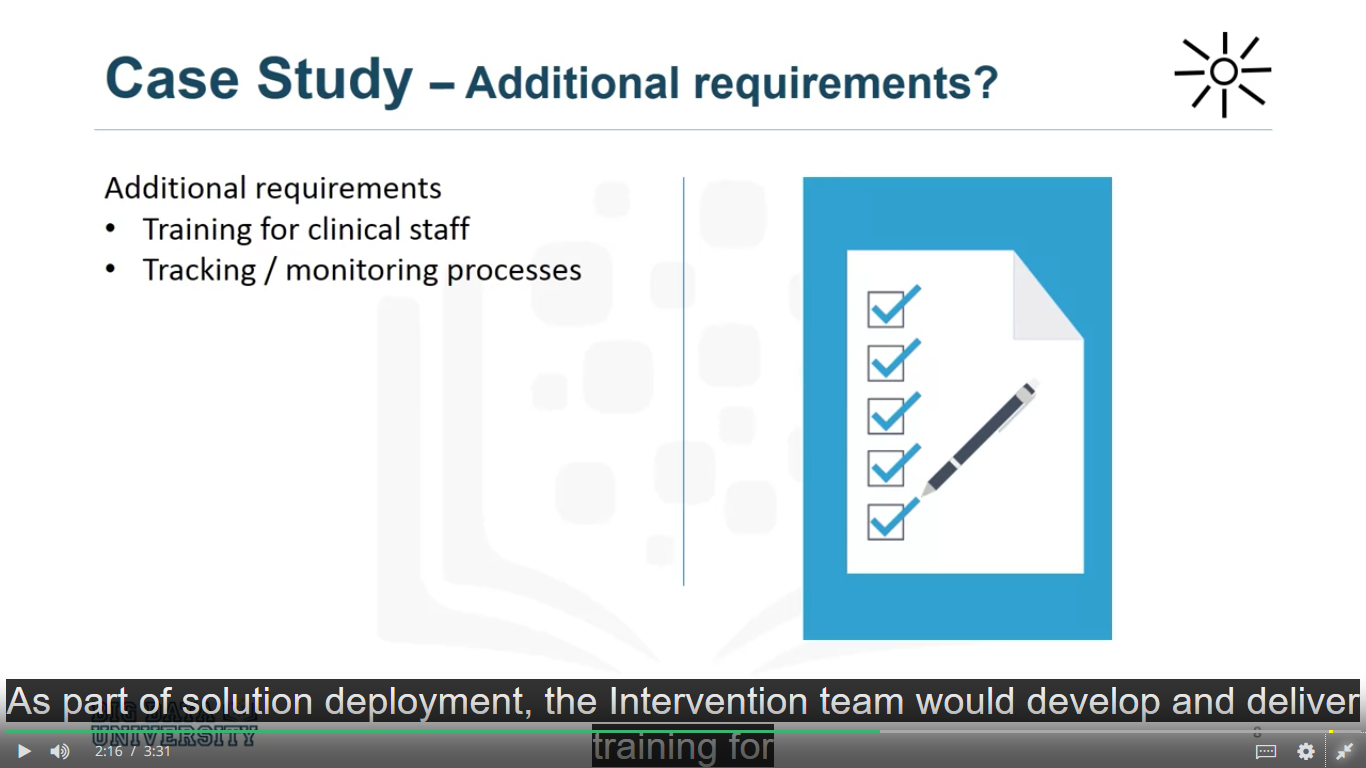 Case Study – Additional requirements?
Additional requirements
• Training for clinical staff
• Tracking / monitoring processes
As part of solution deployment, the Intervention team would develop and deliver
training for
UNIVERSITY
2:16 / 3:31